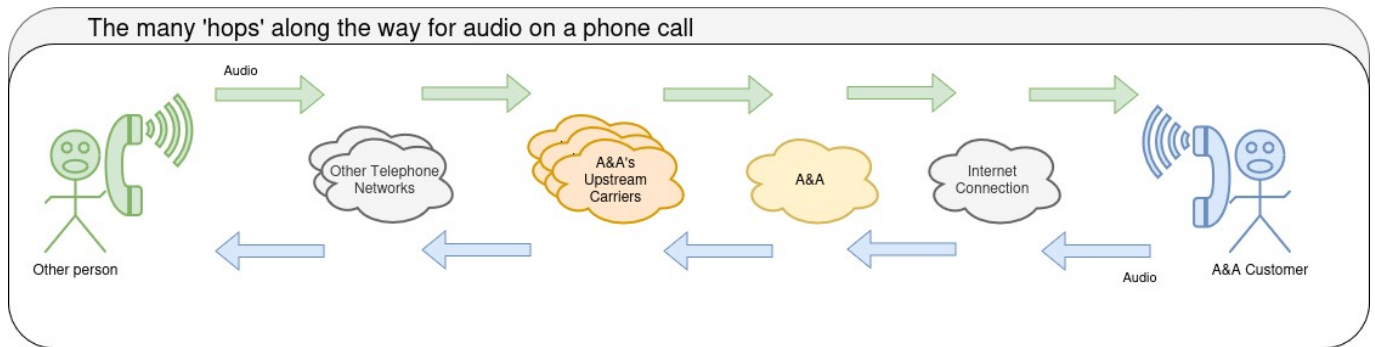 The many 'hops' along the way for audio on a phone call
Audio
Other Telephone
Networks
A&A's
Upstream
Carriers
A&A
Internet
Connection
Other person
A&A Customer
Audio